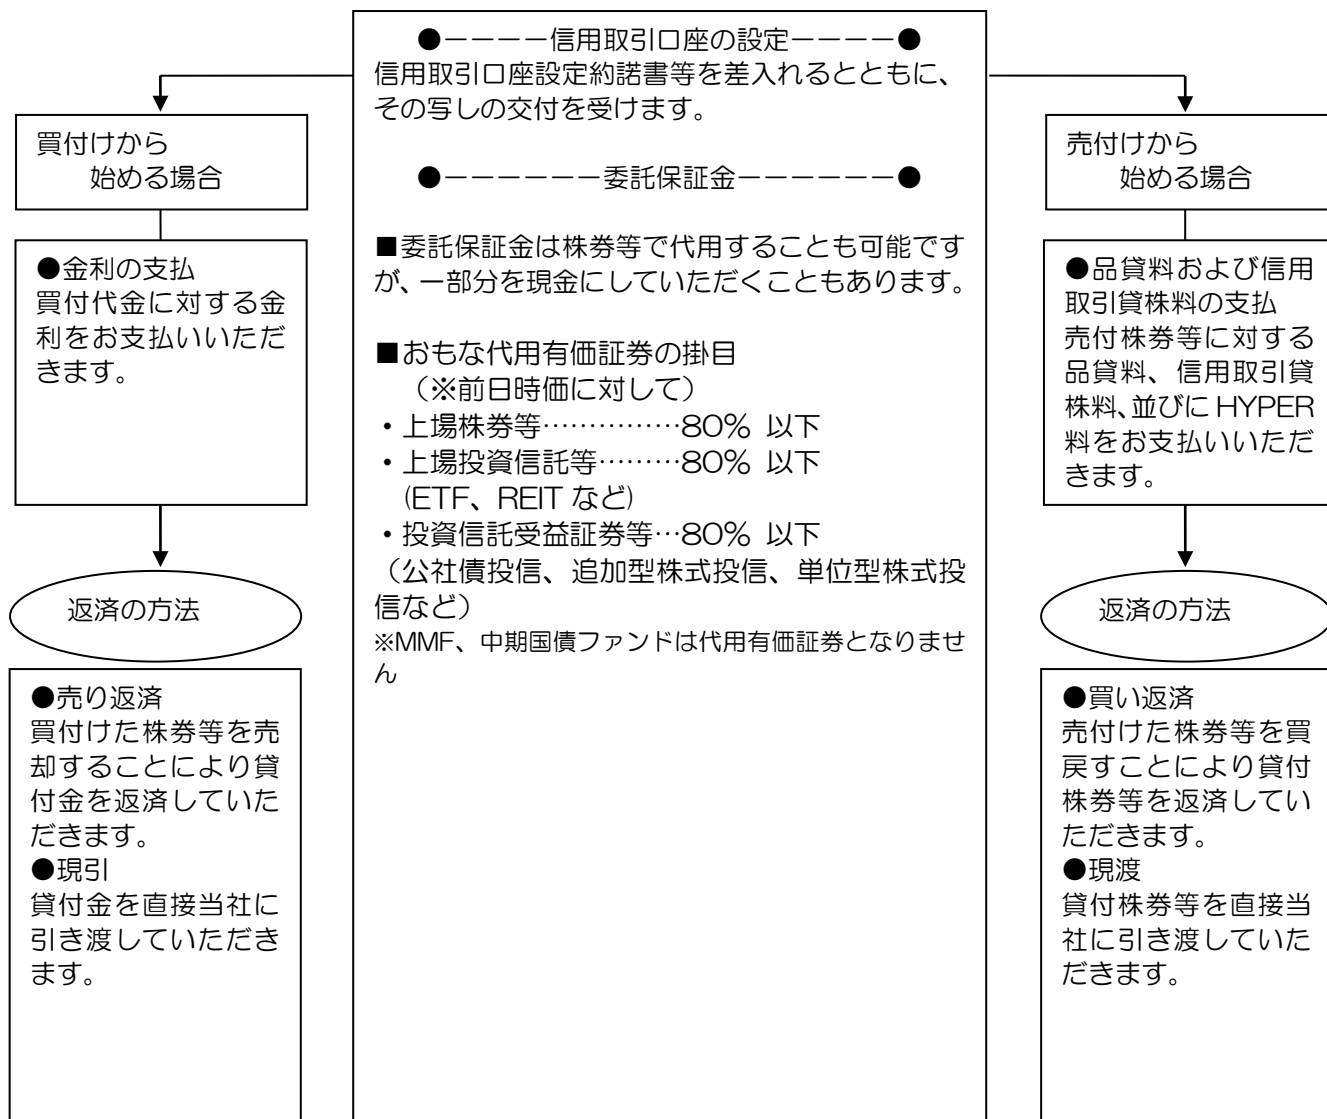 ●ーーーー信用取引口座の設定ーーーー●
信用取引口座設定約諾書等を差入れるとともに、
その写しの交付を受けます。
●ーーーーーー委託保証金ーーーーーー●
■委託保証金は株券等で代用することも可能です
が、一部分を現金にしていただくこともあります。
■おもな代用有価証券の掛目
（※前日時価に対して）
・上場株券等……………80% 以下
・上場投資信託等………80% 以下
(ETF、REIT など)
・投資信託受益証券等…80% 以下
（公社債投信、追加型株式投信、単位型株式投
信など）
※MMF、中期国債ファンドは代用有価証券となりませ
ん
買付けから
始める場合
●金利の支払
買付代金に対する金
利をお支払いいただ
きます。
返済の方法
●売り返済
買付けた株券等を売
却することにより貸
付金を返済していた
だきます。
●現引
貸付金を直接当社に
引き渡していただき
ます。
売付けから
始める場合
●品貸料および信用
取引貸株料の支払
売付株券等に対する
品貸料、信用取引貸
株料、並びに HYPER
料をお支払いいただ
きます。
返済の方法
●買い返済
売付けた株券等を買
戻すことにより貸付
株券等を返済してい
ただきます。
●現渡
貸付株券等を直接当
社に引き渡していた
だきます。